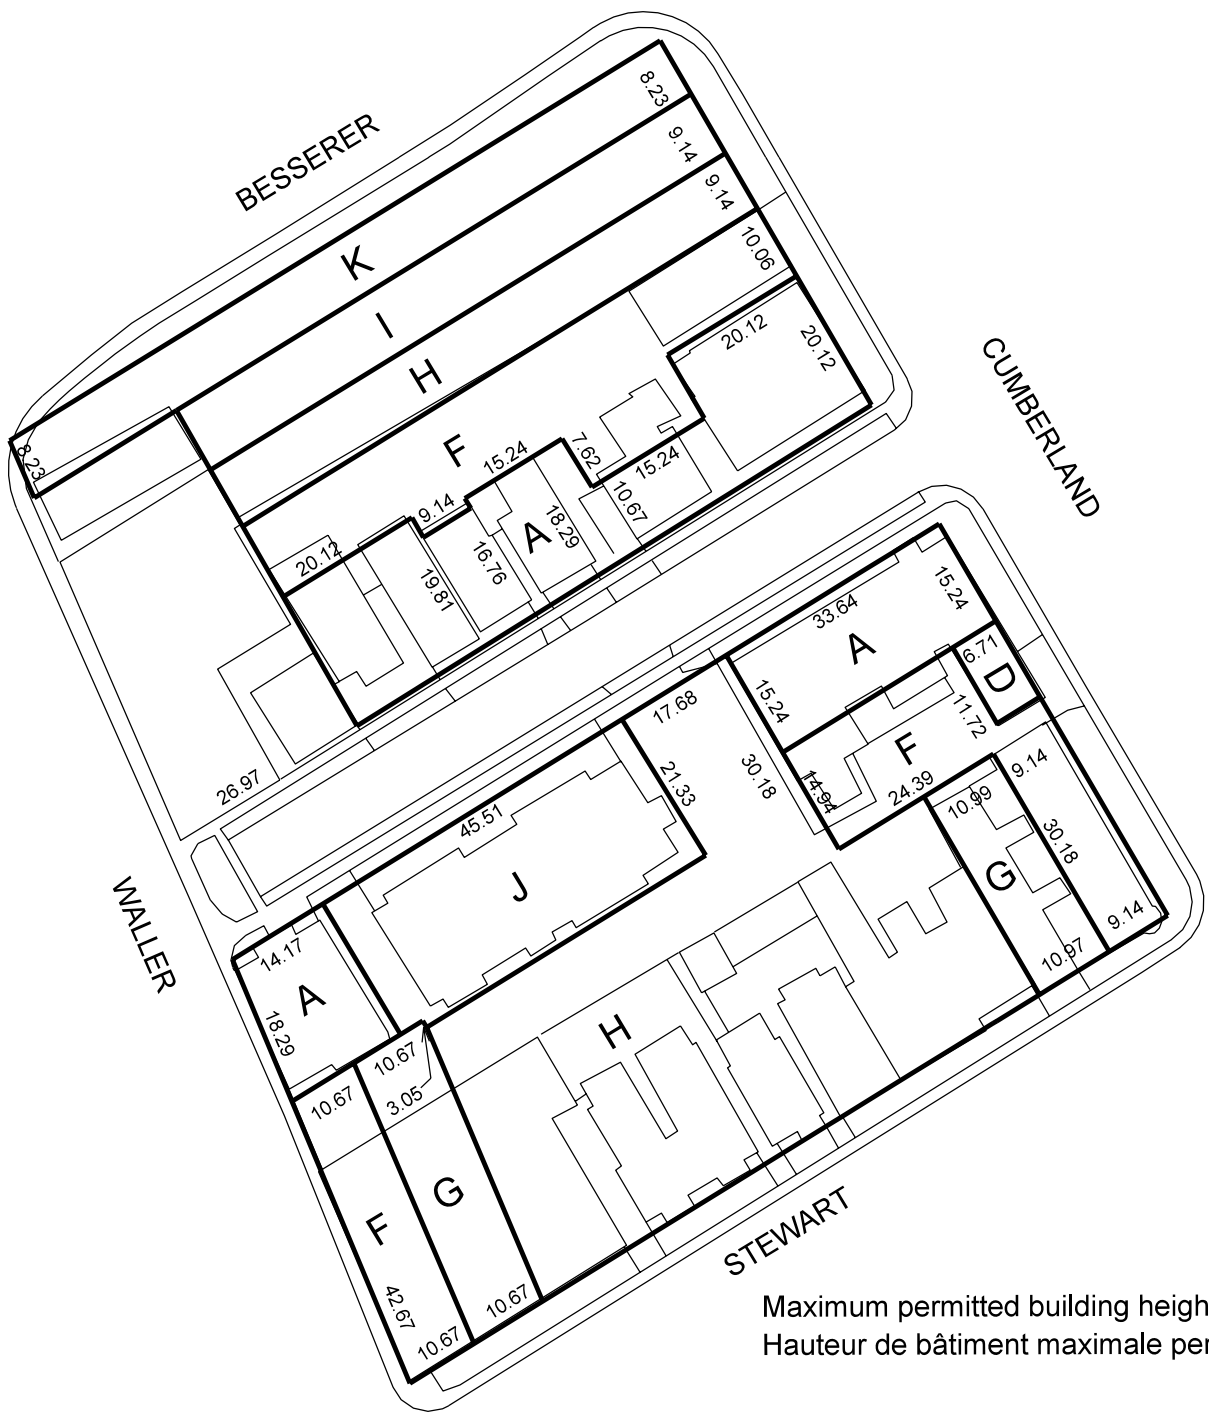 BESSERER
8.23
9.14
9.14
K
I
H
10.06
20.12
20.12
CUMBERLAND
8.23
F
15.24
7.62
15.24
9.14
10.67
A
18.29
20.12
16.76
19.81
15.24
33.64
A
6.71
D
17.68
15.24
11.72
26.97
30.18
F
21.33
14.94
24.39
9.14
10.99
45.51
30.18
G
J
WALLER
14.17
9.14
10.97
A
18.29
H
10.67
10.67
3.05
G
F
STEWART
42.67
10.67
10.67
Maximum permitted building heigh
Hauteur de bâtiment maximale per